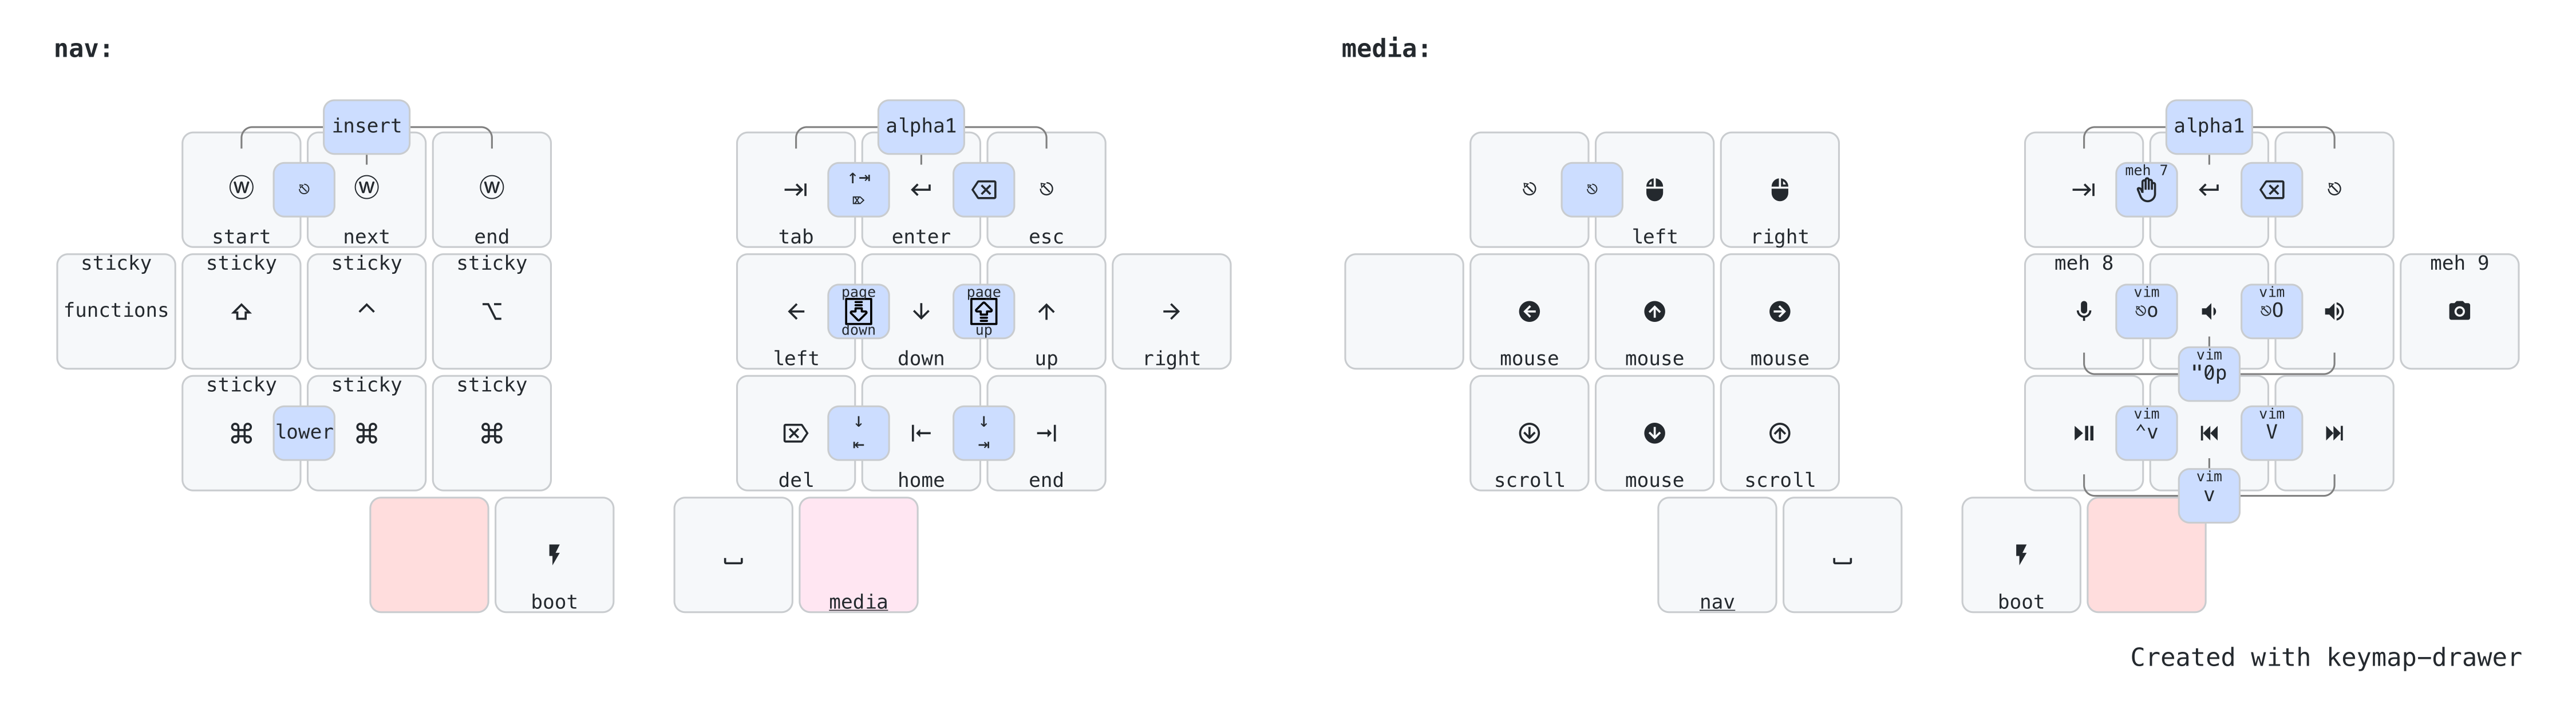 nav:
media:
insert
alpha1
alpha1
Ⓦ ⎋ Ⓦ Ⓦ
start next end
↑⇥
⌦
⇥ ↵ ⌫ ⎋
tab enter esc
⎋ ⎋
left right
meh 7
⇥ ↵ ⌫ ⎋
sticky sticky sticky sticky
functions ⇧ ^ ⌥
page page
← ↓ ↑ →
down up
left down up right
← ↑ →
mouse mouse mouse
meh 8 meh 9
vim vim
⎋o ⎋O
vim
"0p
sticky sticky sticky
⌘ lower ⌘ ⌘
↓ ↓
⇤ ⇥
⌦ |← →|
del home end
↓ ↓ ↑
scroll mouse scroll
vim vim
^v V
vim
v
boot
media
nav
boot
Created with keymap-drawer